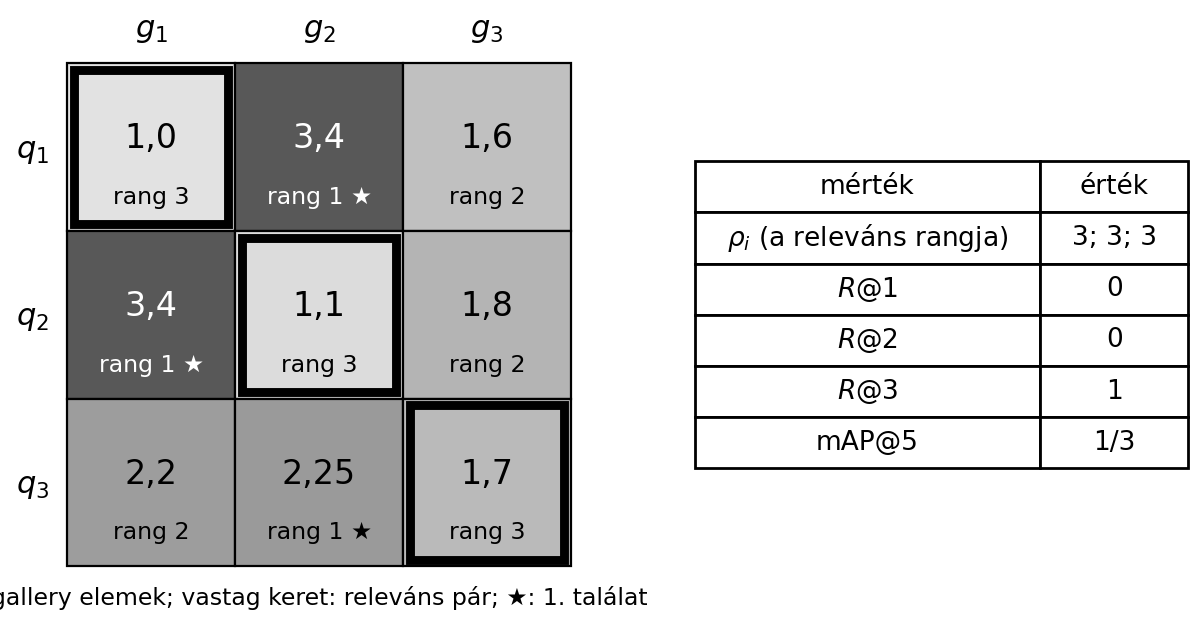 g₁ g₂ g₃
q₁ 1,0 3,4 1,6
rang 3 rang 1 ★ rang 2
q₂ 3,4 1,1 1,8
rang 1 ★ rang 3 rang 2
q₃ 2,2 2,25 1,7
rang 2 rang 1 ★ rang 3
gallery elemek; vastag keret: releváns pár; ★: 1. találat
mérték érték
ρᵢ (a releváns rangja) 3; 3; 3
R@1 0
R@2 0
R@3 1
mAP@5 1/3